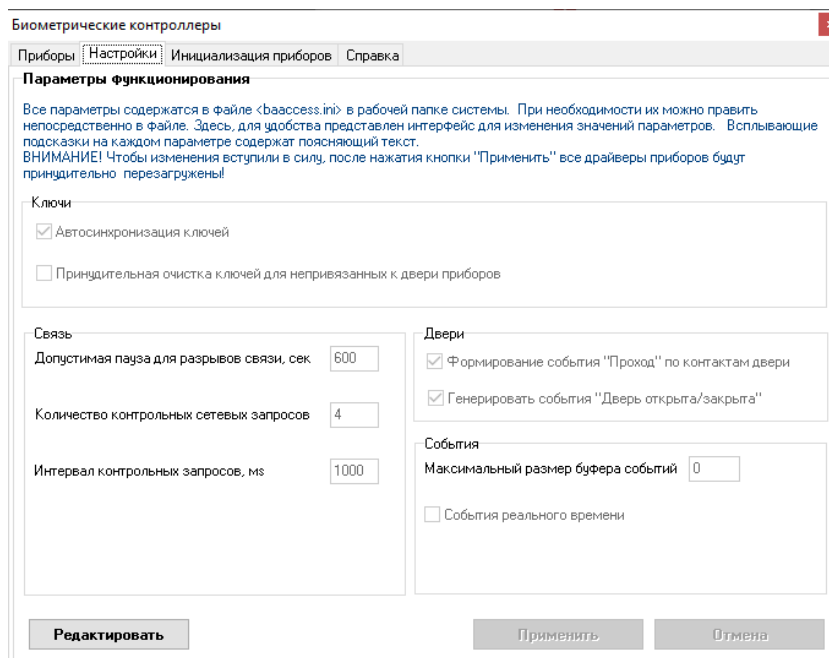 Биометрические контроллеры
Приборы Настройки Инициализация приборов Справка
Параметры функционирования
Все параметры содержатся в файле <baaccess.ini> в рабочей папке системы. При необходимости их можно править
непосредственно в файле. Здесь, для удобства представлен интерфейс для изменения значений параметров. Всплывающие
подсказки на каждом параметре содержат поясняющий текст.
ВНИМАНИЕ! Чтобы изменения вступили в силу, после нажатия кнопки "Применить" все драйверы приборов будут
принудительно перезагружены!
Ключи
Автосинхронизация ключей
Принудительная очистка ключей для непривязанных к двери приборов
Связь
Допустимая пауза для разрывов связи, сек 600
Количество контрольных сетевых запросов 4
Интервал контрольных запросов, ms 1000
Двери
Формирование события "Проход" по контактам двери
Генерировать события "Дверь открыта/закрыта"
События
Максимальный размер буфера событий 0
События реального времени
Редактировать Применить Отмена